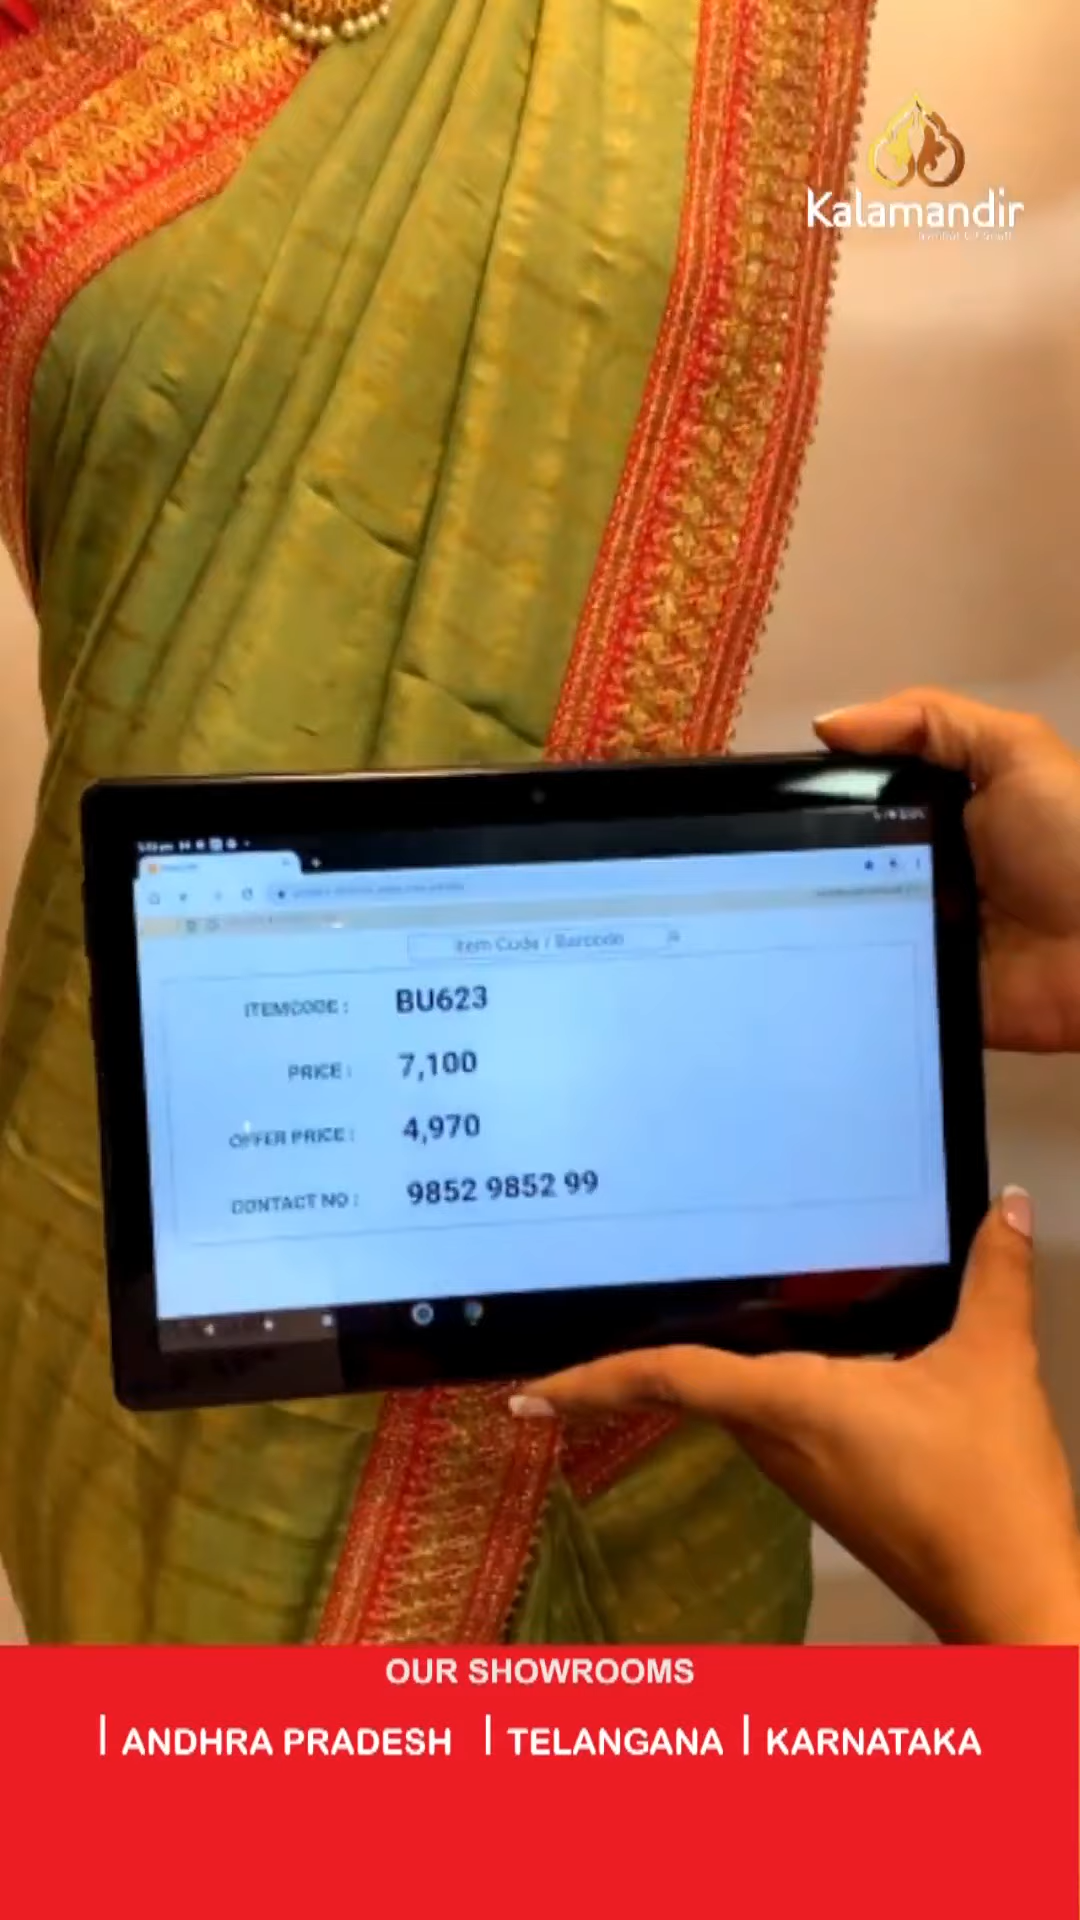 Kalamandir
Item Code / Barcode
ITEMCODE : BU623
PRICE : 7,100
OFFER PRICE : 4,970
CONTACT NO : 9852 9852 99
OUR SHOWROOMS
| ANDHRA PRADESH | TELANGANA | KARNATAKA